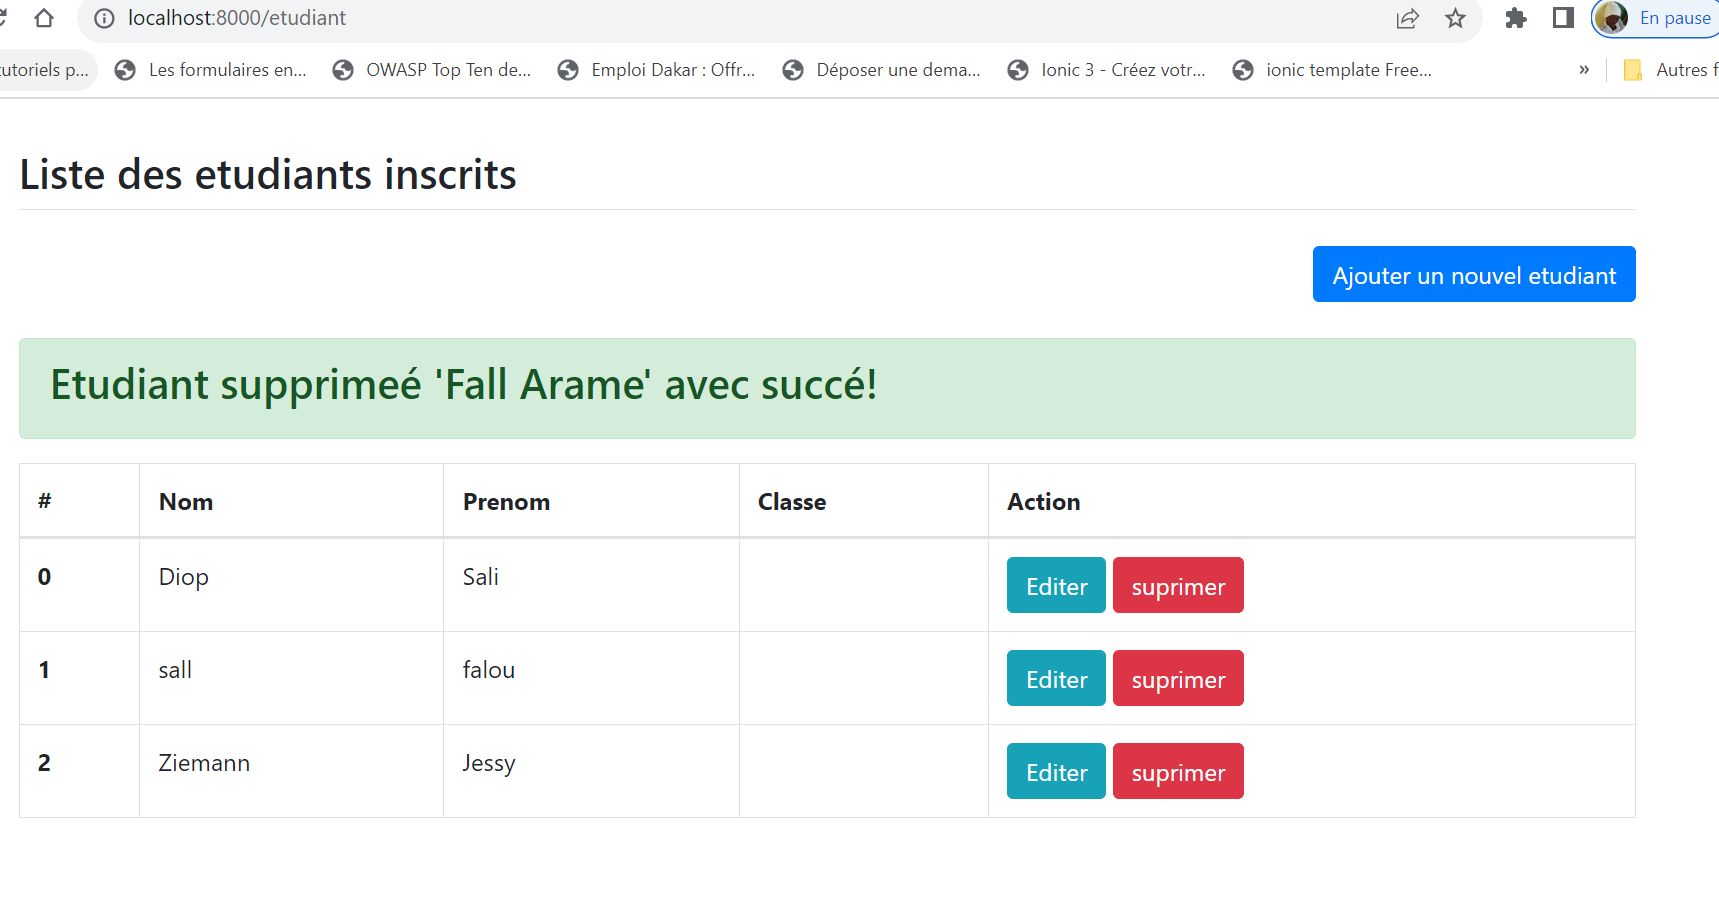 localhost:8000/etudiant
En pause
utoriels p... Les formulaires en... OWASP Top Ten de... Emploi Dakar : Offr... Déposer une dema... Ionic 3 - Créez votr... ionic template Free... » Autres f
Liste des etudiants inscrits
Ajouter un nouvel etudiant
Etudiant supprimeé 'Fall Arame' avec succé!
# Nom Prenom Classe Action
0 Diop Sali Editer suprimer
1 sall falou Editer suprimer
2 Ziemann Jessy Editer suprimer